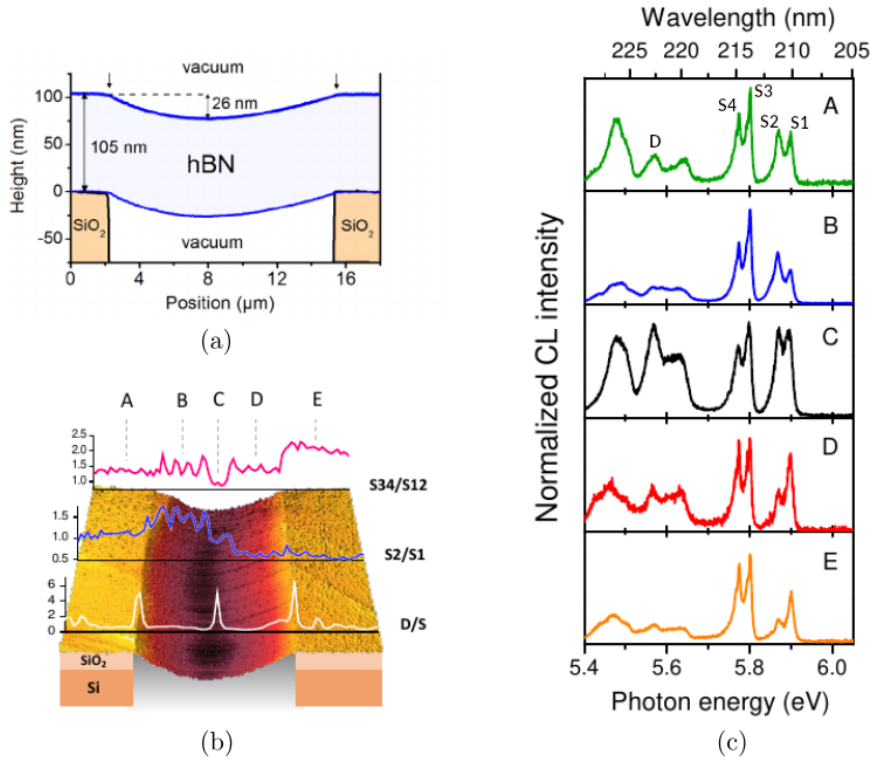 vacuum
100
75
50
25
0
-50
Height (nm)
26 nm
105 nm
hBN
SiO2
SiO2
vacuum
0 4 8 12 16
Position (μm)
(a)
A B C D E
2.5
2.0
1.5
1.0
S34/S12
1.5
1.0
0.5
S2/S1
6
4
2
0
D/S
SiO2
Si
(b)
Wavelength (nm)
225 220 215 210 205
Normalized CL intensity
A
S4 S3 S2 S1
D
B
C
D
E
5.4 5.6 5.8 6.0
Photon energy (eV)
(c)